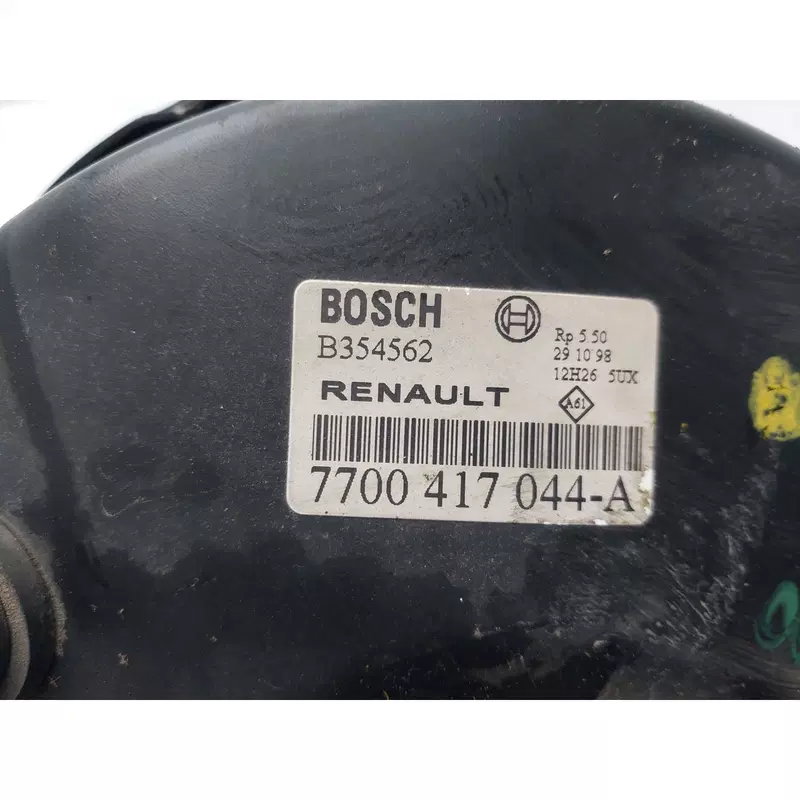 BOSCH
B354562
Rp 5.50
29 10 98
12H26 5UX
RENAULT
A61
7700 417 044-A